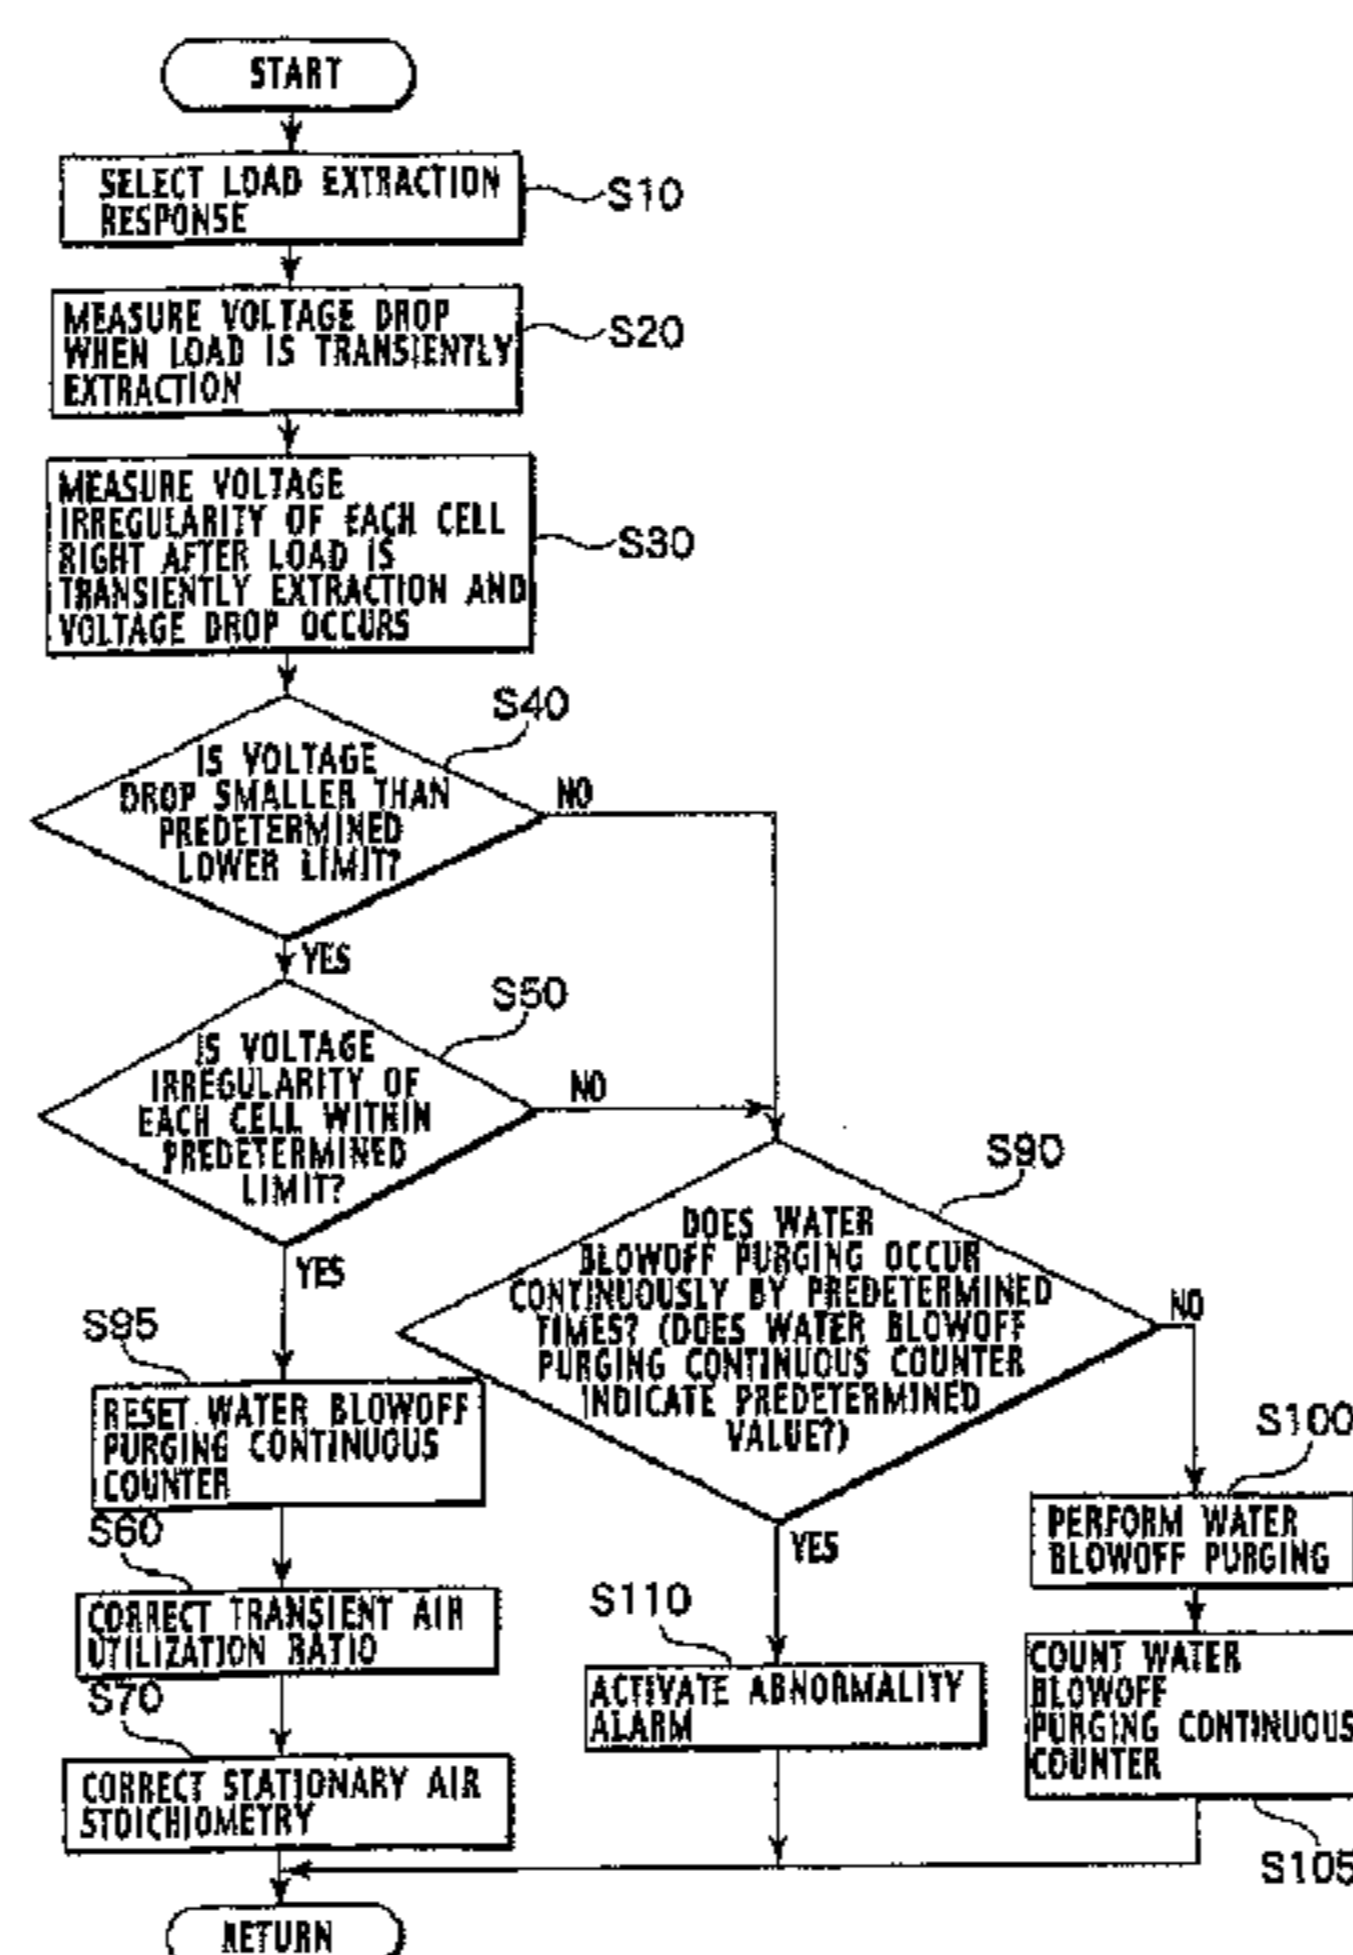 START
SELECT LOAD EXTRACTION
RESPONSE
S10
MEASURE VOLTAGE DROP
WHEN LOAD IS TRANSIENTLY
EXTRACTION
S20
MEASURE VOLTAGE
IRREGULARITY OF EACH CELL
RIGHT AFTER LOAD IS
TRANSIENTLY EXTRACTION AND
VOLTAGE DROP OCCURS
S30
S40
IS VOLTAGE
DROP SMALLER THAN
PREDETERMINED
LOWER LIMIT?
NO
YES
S50
IS VOLTAGE
IRREGULARITY OF
EACH CELL WITHIN
PREDETERMINED
LIMIT?
NO
YES
S90
DOES WATER
BLOWOFF PURGING OCCUR
CONTINUOUSLY BY PREDETERMINED
TIMES? (DOES WATER BLOWOFF
PURGING CONTINUOUS COUNTER
INDICATE PREDETERMINED
VALUE?)
NO
YES
S95
RESET WATER BLOWOFF
PURGING CONTINUOUS
COUNTER
S60
CORRECT TRANSIENT AIR
UTILIZATION RATIO
S70
CORRECT STATIONARY AIR
STOICHIOMETRY
S110
ACTIVATE ABNORMALITY
ALARM
S100
PERFORM WATER
BLOWOFF PURGING
COUNT WATER
BLOWOFF
PURGING CONTINUOUS
COUNTER
S105
RETURN